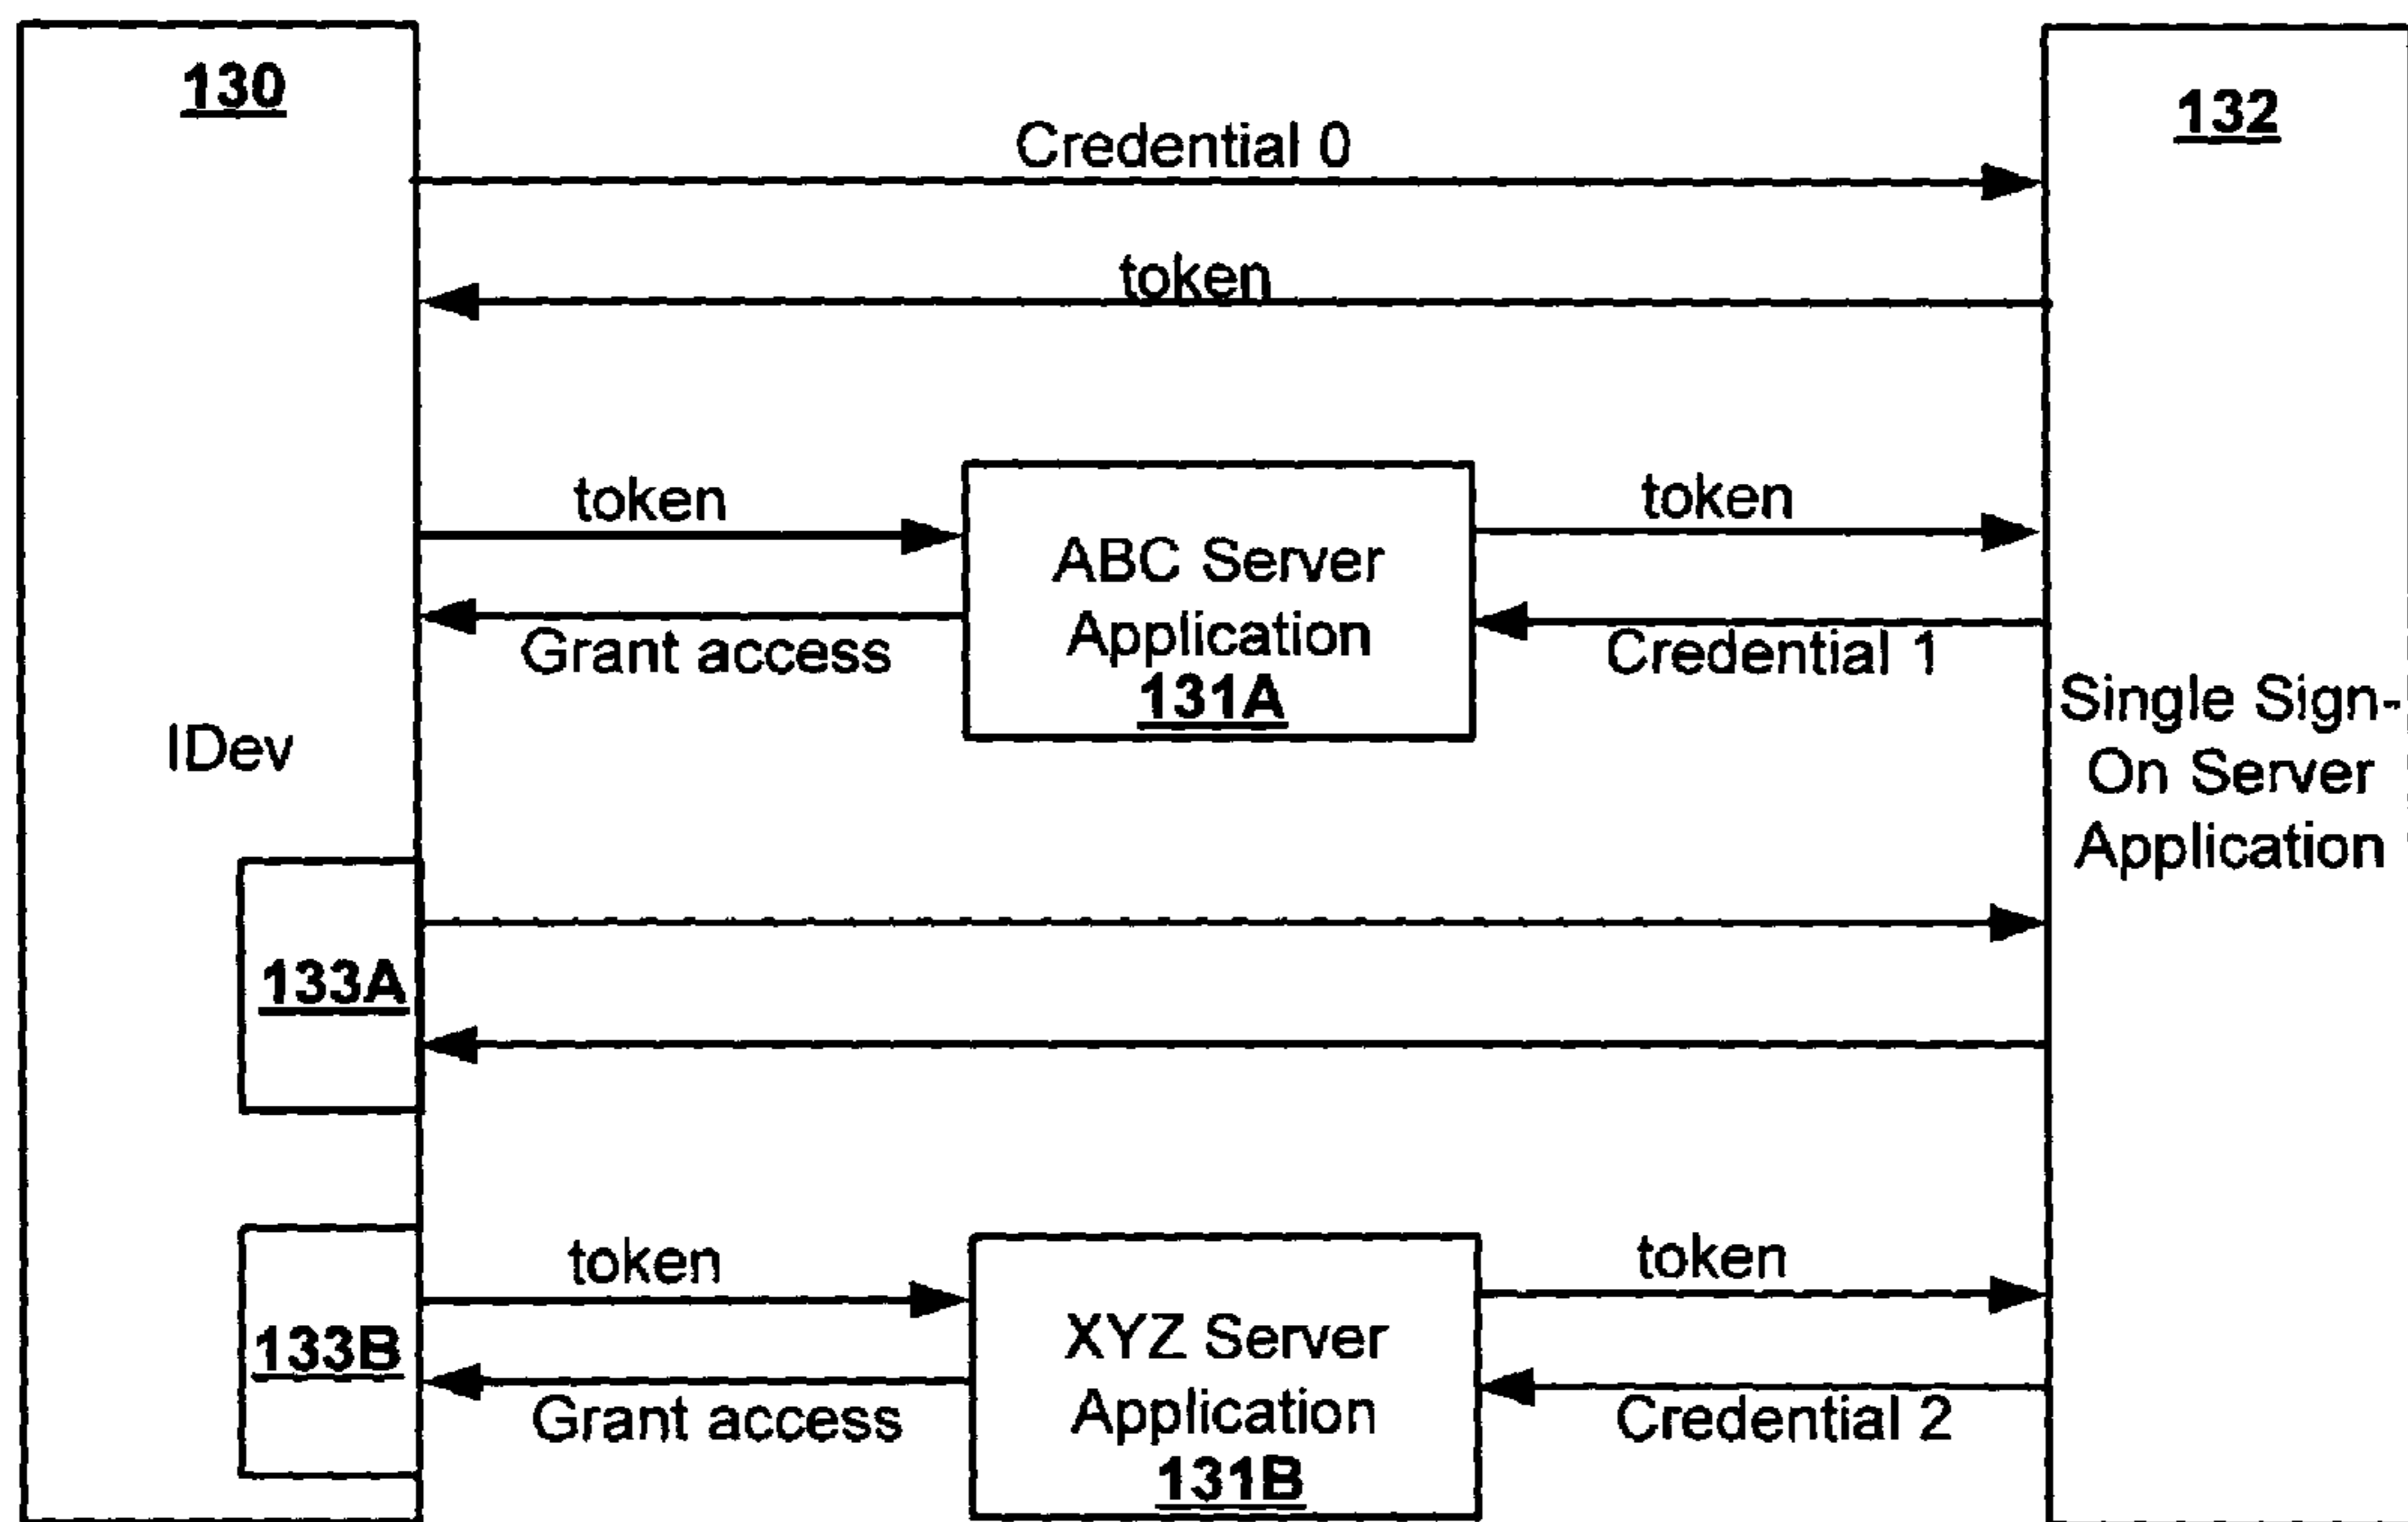 130
132
Credential 0
token
token
token
ABC Server
Application
131A
Grant access
Credential 1
IDev
Single Sign-
On Server
Application
133A
133B
token
token
XYZ Server
Application
131B
Grant access
Credential 2